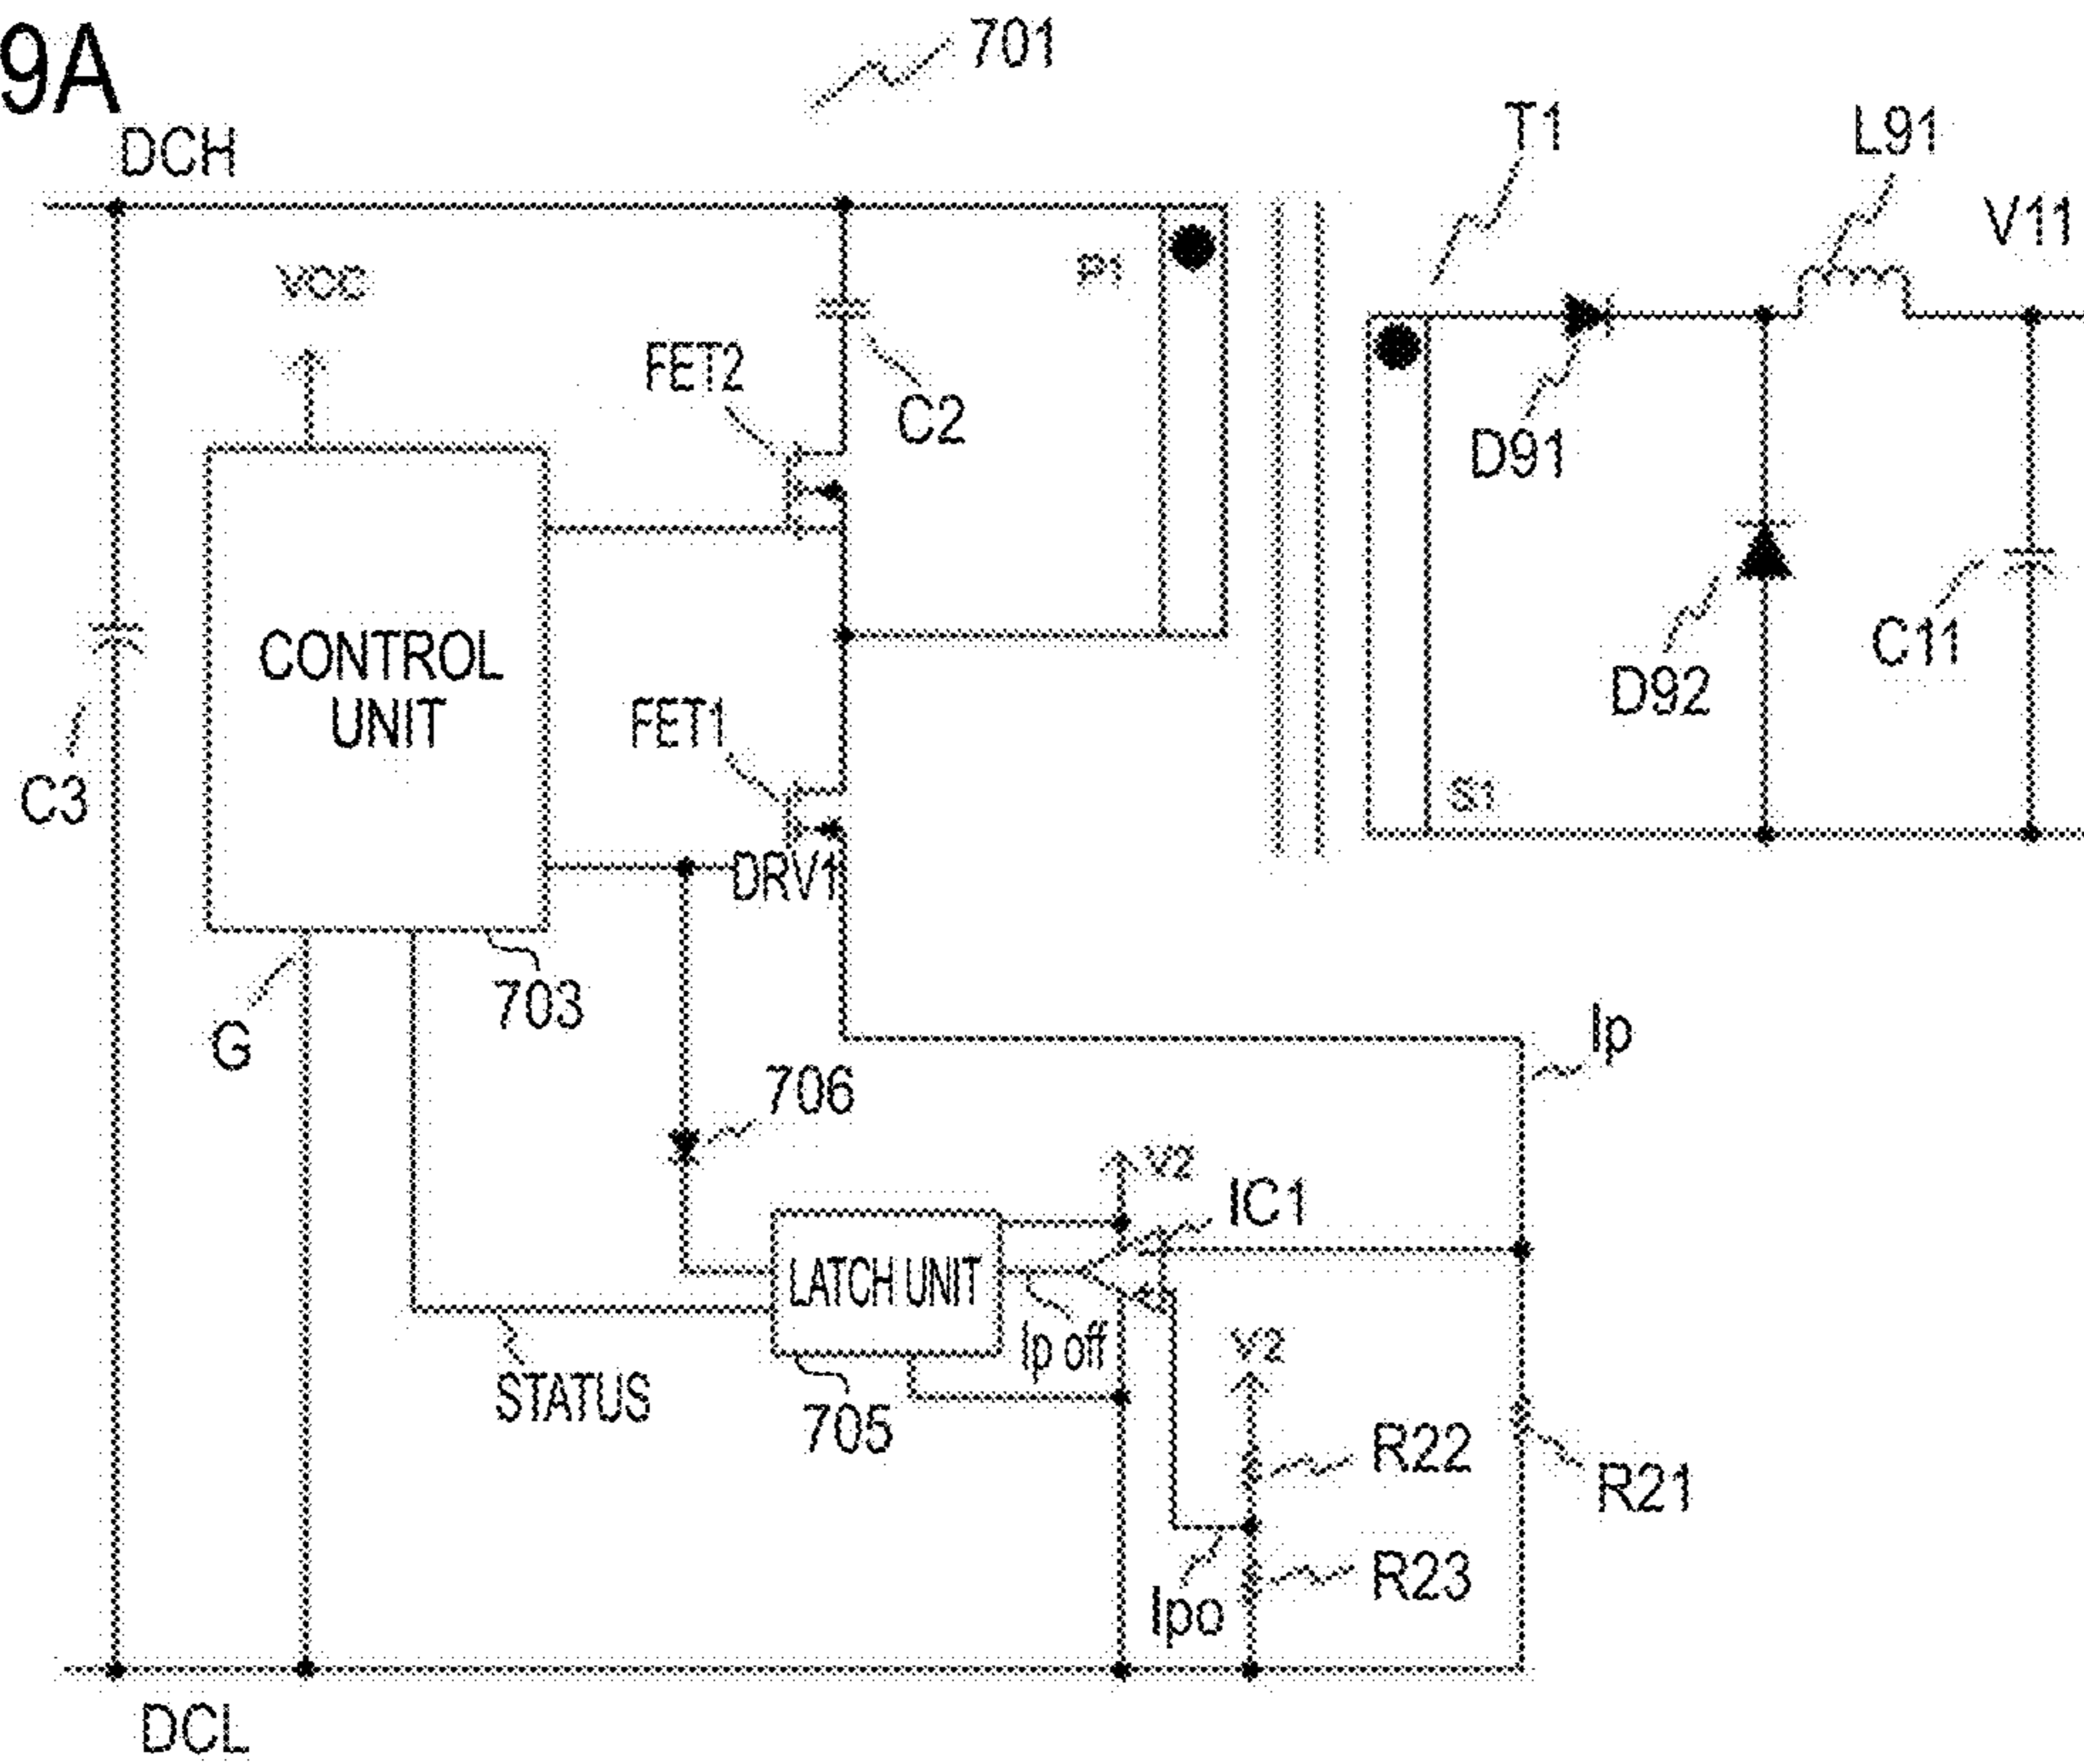 9A
701
DCH
T1
L91
V11
VCC
P1
FET2
C2
D91
CONTROL
UNIT
FET1
D92
C11
C3
S1
DRV1
703
G
Ip
706
V2
IC1
LATCH UNIT
Ip off
STATUS
705
V2
R22
R21
Ipo
R23
DCL